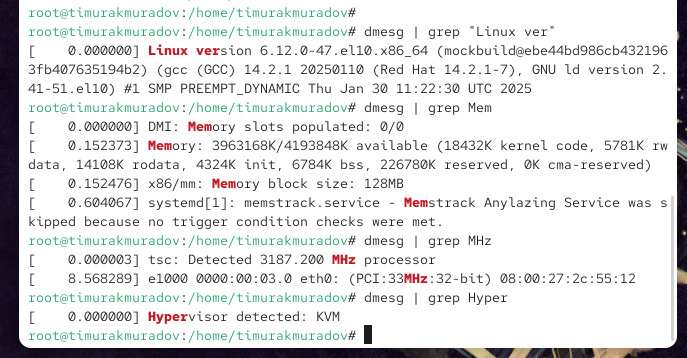 root@timurakmuradov:/home/timurakmuradov#
root@timurakmuradov:/home/timurakmuradov# dmesg | grep "Linux ver"
[    0.000000] Linux version 6.12.0-47.el10.x86_64 (mockbuild@ebe44bd986cb432196
3fb407635194b2) (gcc (GCC) 14.2.1 20250110 (Red Hat 14.2.1-7), GNU ld version 2.
41-51.el10) #1 SMP PREEMPT_DYNAMIC Thu Jan 30 11:22:30 UTC 2025
root@timurakmuradov:/home/timurakmuradov# dmesg | grep Mem
[    0.000000] DMI: Memory slots populated: 0/0
[    0.152373] Memory: 3963168K/4193848K available (18432K kernel code, 5781K rw
data, 14108K rodata, 4324K init, 6784K bss, 226780K reserved, 0K cma-reserved)
[    0.152476] x86/mm: Memory block size: 128MB
[    0.604067] systemd[1]: memstrack.service - Memstrack Anylazing Service was s
kipped because no trigger condition checks were met.
root@timurakmuradov:/home/timurakmuradov# dmesg | grep MHz
[    0.000003] tsc: Detected 3187.200 MHz processor
[    8.568289] e1000 0000:00:03.0 eth0: (PCI:33MHz:32-bit) 08:00:27:2c:55:12
root@timurakmuradov:/home/timurakmuradov# dmesg | grep Hyper
[    0.000000] Hypervisor detected: KVM
root@timurakmuradov:/home/timurakmuradov#